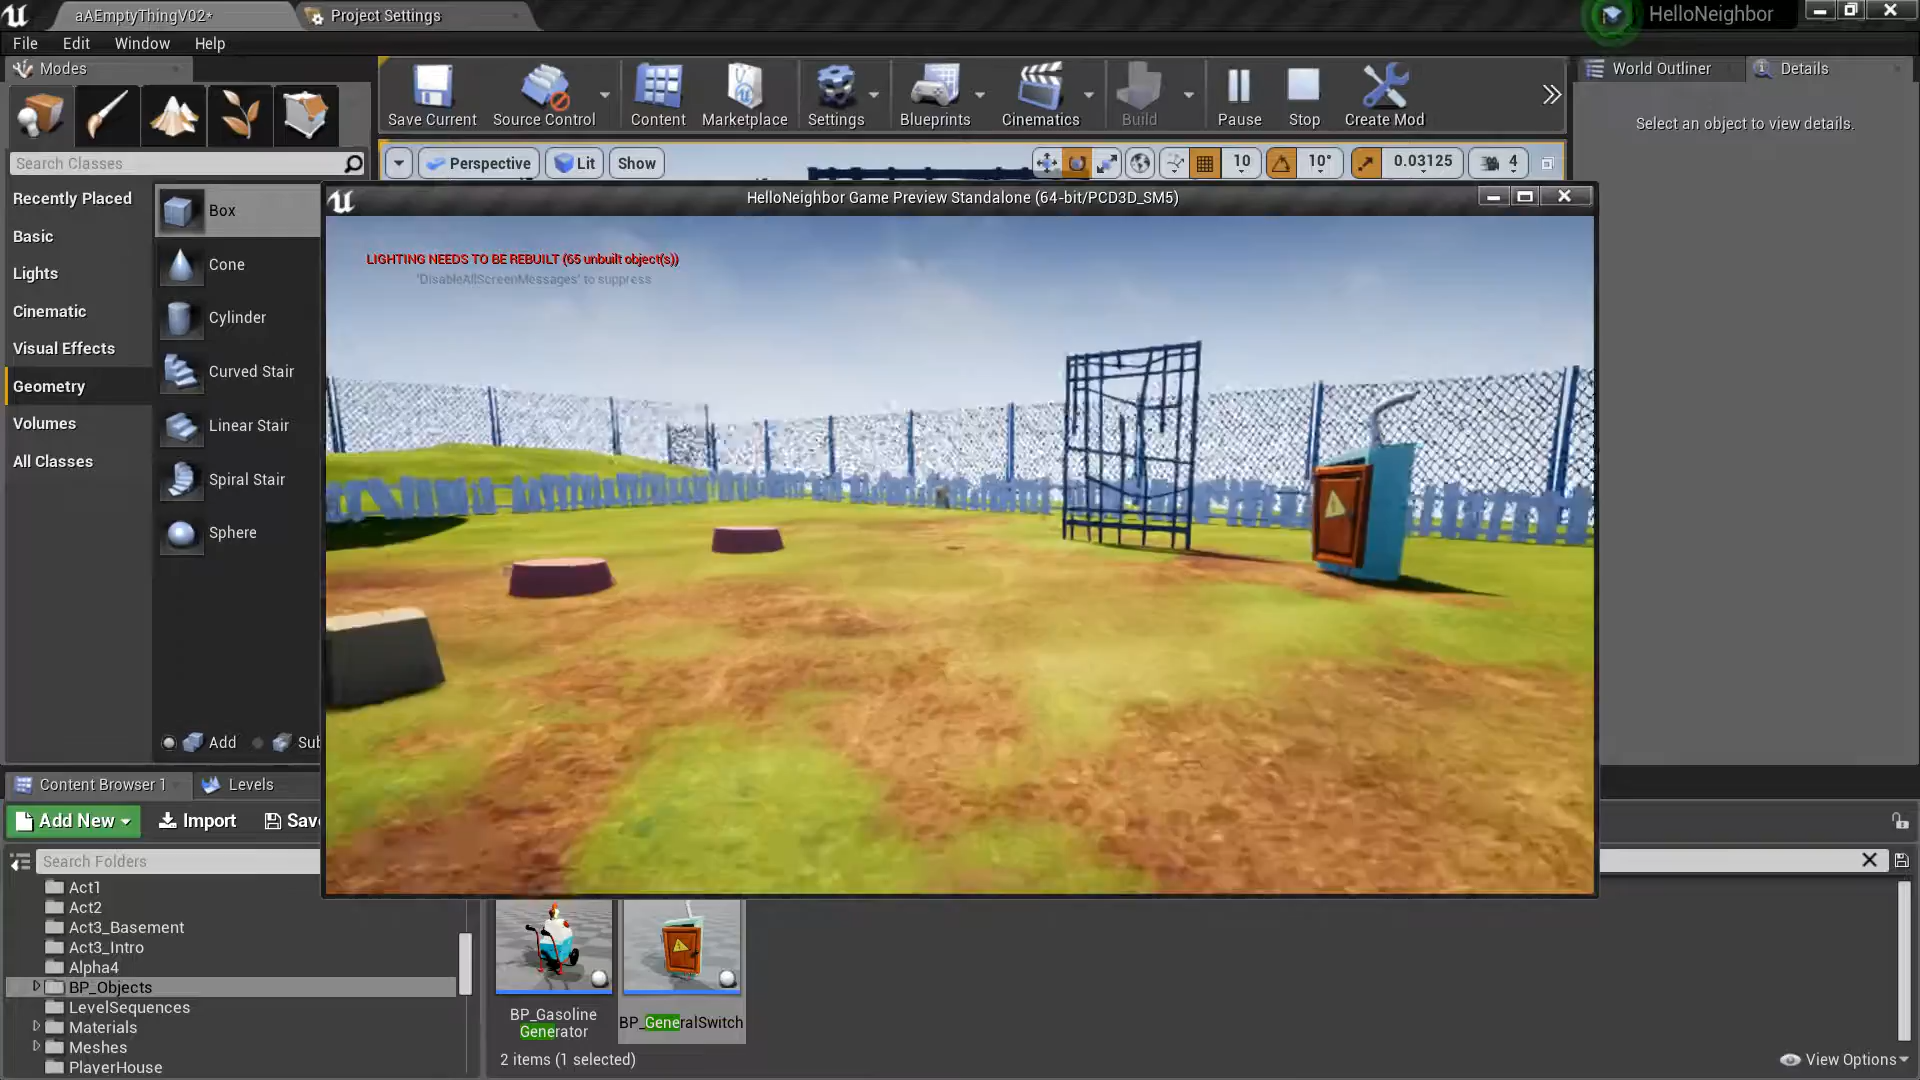 aAEmptyThingV02*
Project Settings
HelloNeighbor
File
Edit
Window
Help
Modes
Save Current
Source Control
Content
Marketplace
Settings
Blueprints
Cinematics
Build
Pause
Stop
Create Mod
World Outliner
Details
Select an object to view details.
Search Classes
Perspective
Lit
Show
10
10°
0.03125
4
Recently Placed
Basic
Lights
Cinematic
Visual Effects
Geometry
Volumes
All Classes
Box
Cone
Cylinder
Curved Stair
Linear Stair
Spiral Stair
Sphere
Add
Sub
HelloNeighbor Game Preview Standalone (64-bit/PCD3D_SM5)
LIGHTING NEEDS TO BE REBUILT (65 unbuilt object(s))
'DisableAllScreenMessages' to suppress
Content Browser 1
Levels
Add New
Import
Save
Search Folders
Act1
Act2
Act3_Basement
Act3_Intro
Alpha4
BP_Objects
LevelSequences
Materials
Meshes
PlayerHouse
BP_Gasoline
Generator
BP_GeneralSwitch
2 items (1 selected)
View Options